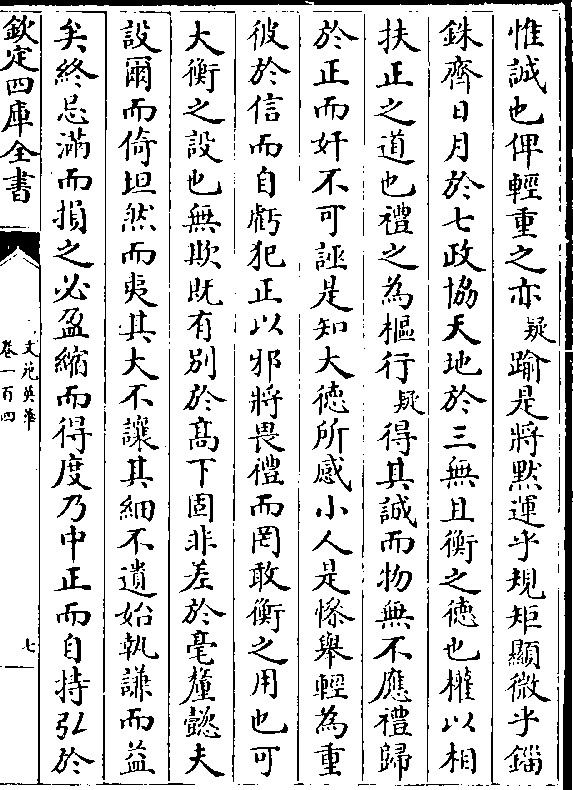 惟誠也俾輕重之亦疑踰是將黙運乎規矩顯微乎錙
銖齊日月於七政協天地於三無且衡之徳也權以相
扶正之道也禮之為樞行疑得其誠而物無不應禮歸
於正而奸不可誣是知大徳所感小人是慘舉輕為重
彼於信而自虧犯正以邪將畏禮而罔敢衡之用也可
大衡之設也無欺既有別於髙下固非差於毫釐懿夫
設爾而倚坦然而夷其大不讓其細不遺始執謙而益
矣終忌滿而損之必盈縮而得度乃中正而自持弘於
欽定四庫全書
文苑英華
卷一百四
七